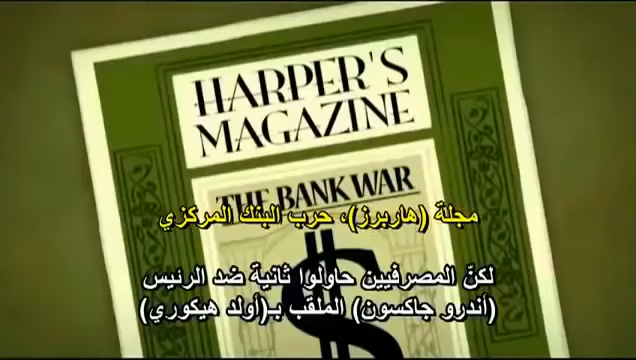 HARPER'S
MAGAZINE
THE BANK WAR
مجلة (هاربرز)، حرب البنك المركزي
لكنّ المصرفيين حاولوا ثانية ضد الرئيس
(أندرو جاكسون) الملقب بـ(أولد هيكوري)